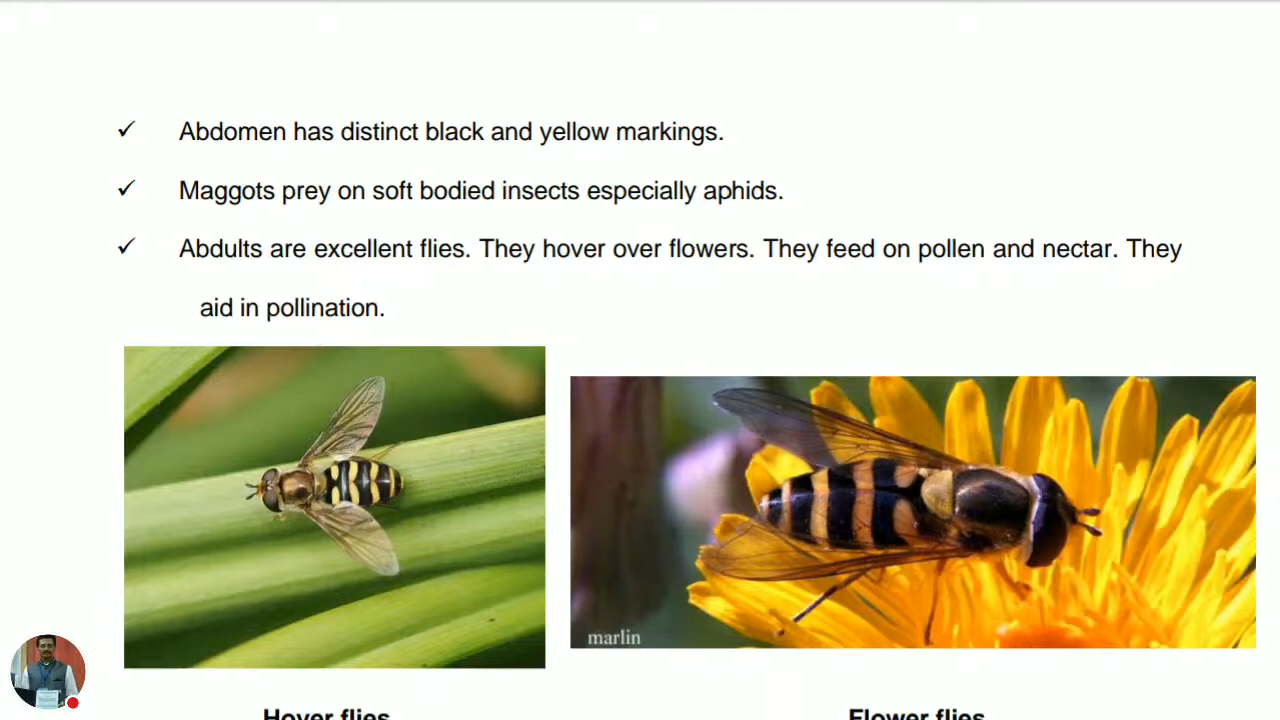 ✓ Abdomen has distinct black and yellow markings.
✓ Maggots prey on soft bodied insects especially aphids.
✓ Abdults are excellent flies. They hover over flowers. They feed on pollen and nectar. They
aid in pollination.
marlin
Hover flies
Flower flies